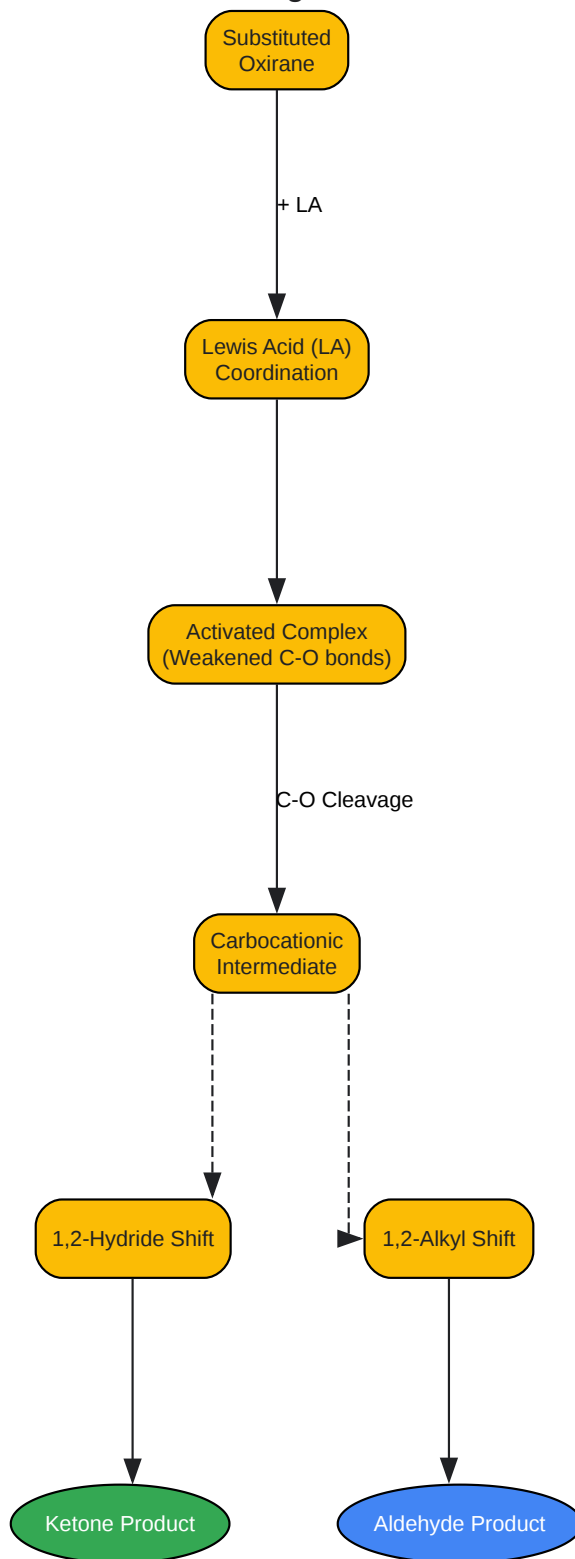 Substituted
Oxirane
+ LA
Lewis Acid (LA)
Coordination
Activated Complex
(Weakened C-O bonds)
C-O Cleavage
Carbocationic
Intermediate
1,2-Hydride Shift
1,2-Alkyl Shift
Ketone Product
Aldehyde Product